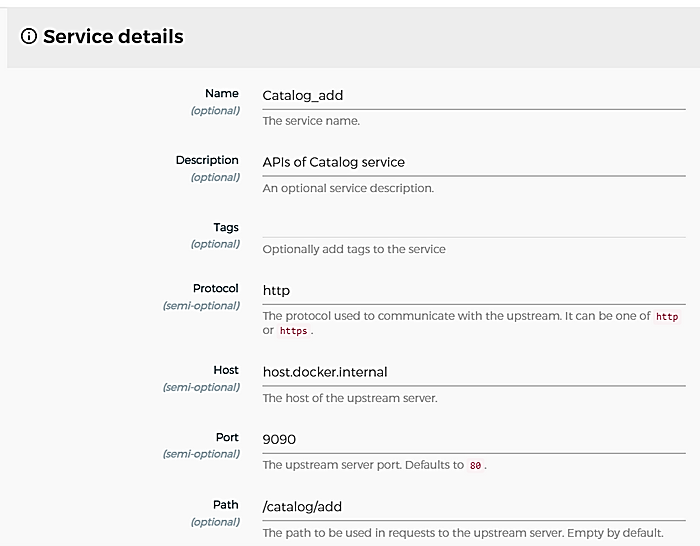 Service details
Name
Catalog_add
(optional)
The service name.
Description
APIs of Catalog service
(optional)
An optional service description.
Tags
(optional)
Optionally add tags to the service
Protocol
http
(semi-optional)
The protocol used to communicate with the upstream. It can be one of http
or https .
Host
host.docker.internal
(semi-optional)
The host of the upstream server.
Port
9090
(semi-optional)
The upstream server port. Defaults to 80 .
Path
/catalog/add
(optional)
The path to be used in requests to the upstream server. Empty by default.